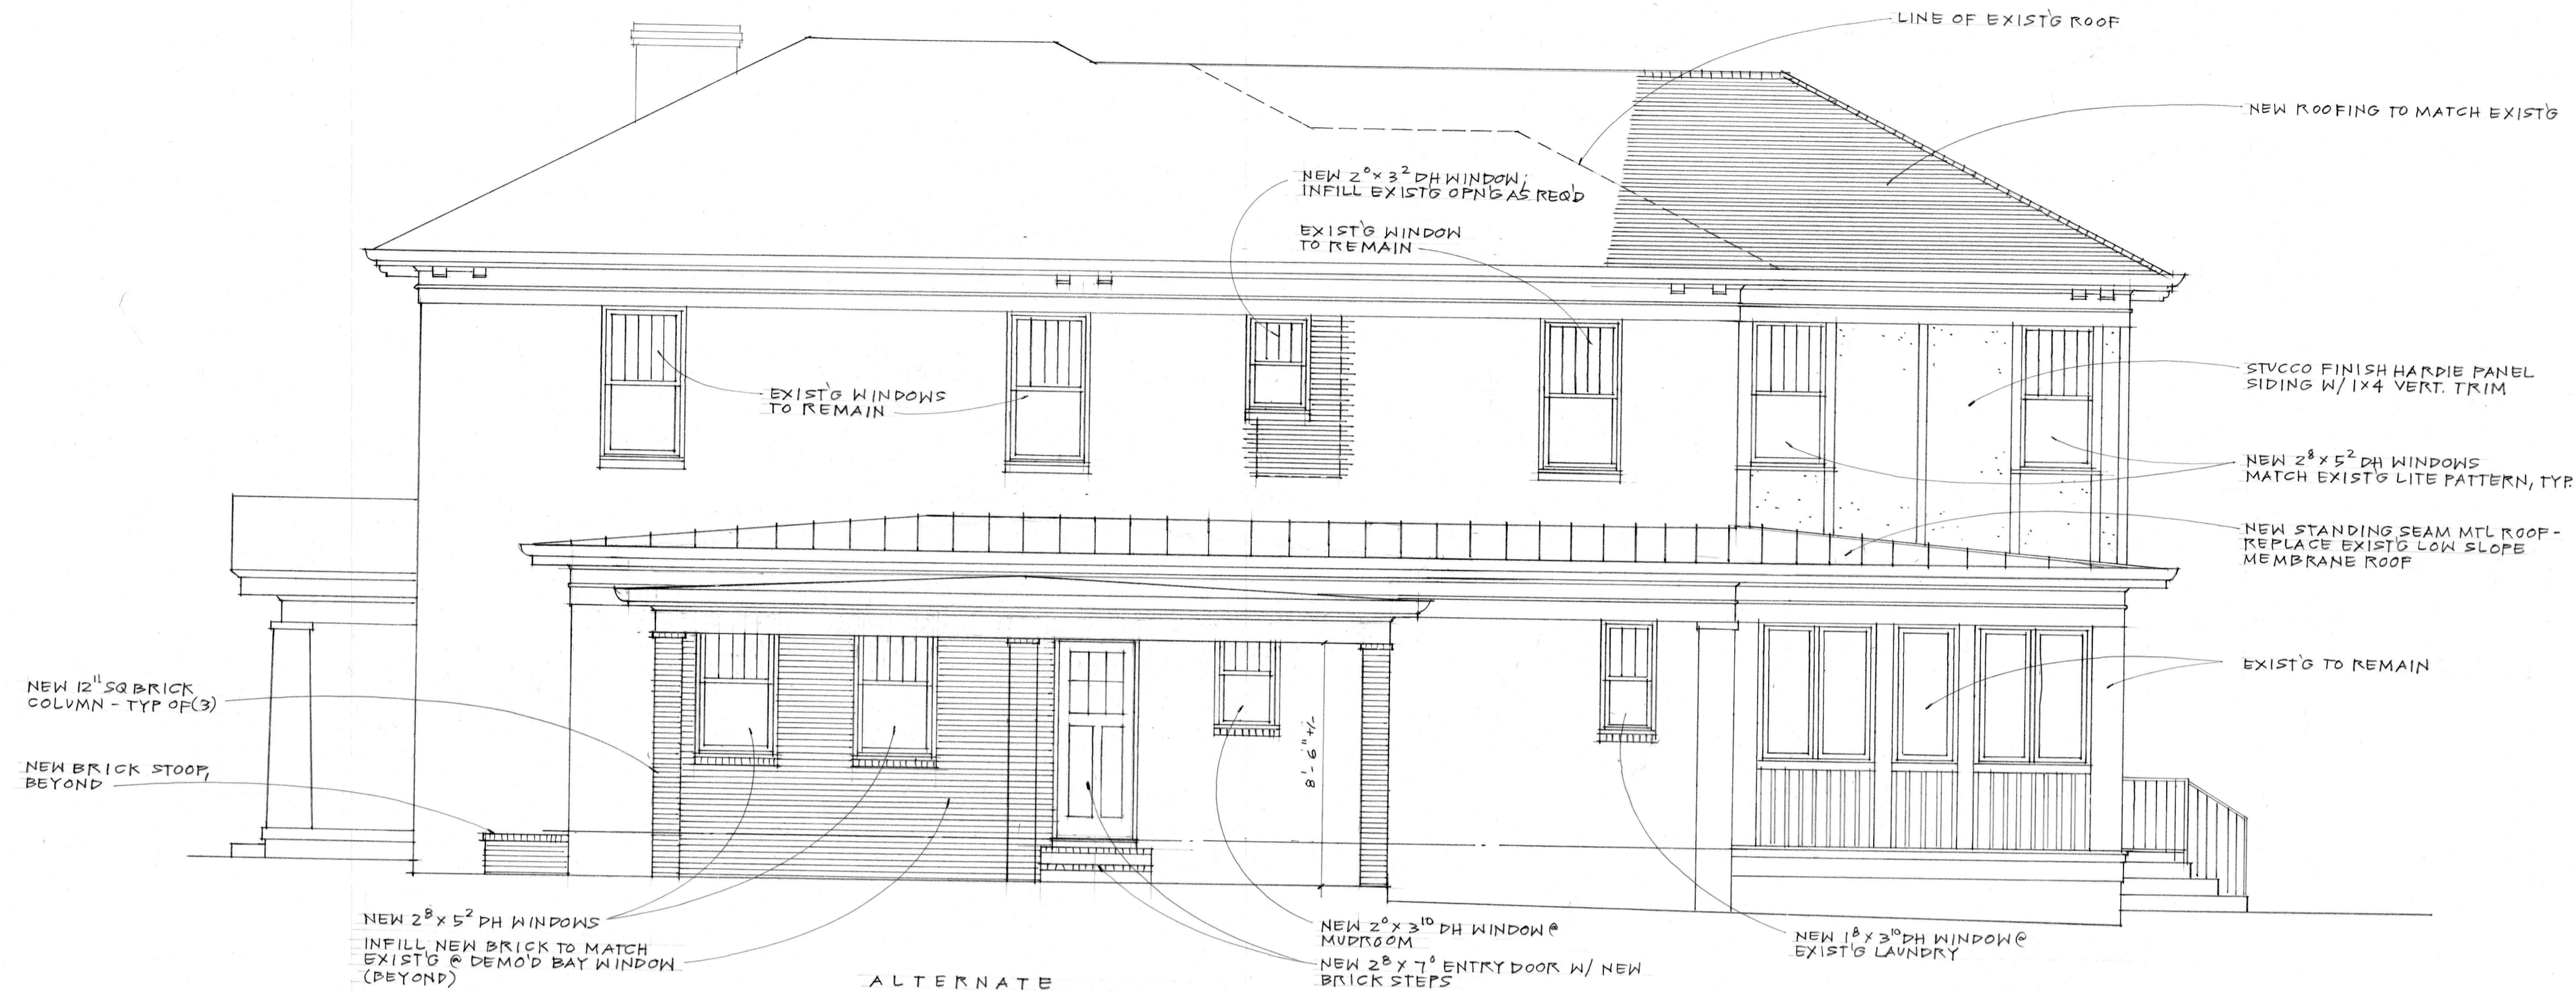 LINE OF EXIST'G ROOF
NEW ROOFING TO MATCH EXIST'G
NEW 2⁰ × 3² DH WINDOW;
INFILL EXIST'G OPN'G AS REQ'D
EXIST'G WINDOW
TO REMAIN
EXIST'G WINDOWS
TO REMAIN
STUCCO FINISH HARDIE PANEL
SIDING W/ 1×4 VERT. TRIM
NEW 2⁸ × 5² DH WINDOWS
MATCH EXIST'G LITE PATTERN, TYP.
NEW STANDING SEAM MTL ROOF -
REPLACE EXIST'G LOW SLOPE
MEMBRANE ROOF
EXIST'G TO REMAIN
NEW 12" SQ BRICK
COLUMN - TYP OF (3)
NEW BRICK STOOP,
BEYOND
8'-6" +/-
NEW 2⁸ × 5² DH WINDOWS
INFILL NEW BRICK TO MATCH
EXIST'G @ DEMO'D BAY WINDOW
(BEYOND)
NEW 2⁰ × 3¹⁰ DH WINDOW @
MUDROOM
NEW 2⁸ × 7⁰ ENTRY DOOR W/ NEW
BRICK STEPS
NEW 1⁸ × 3¹⁰ DH WINDOW @
EXIST'G LAUNDRY
ALTERNATE